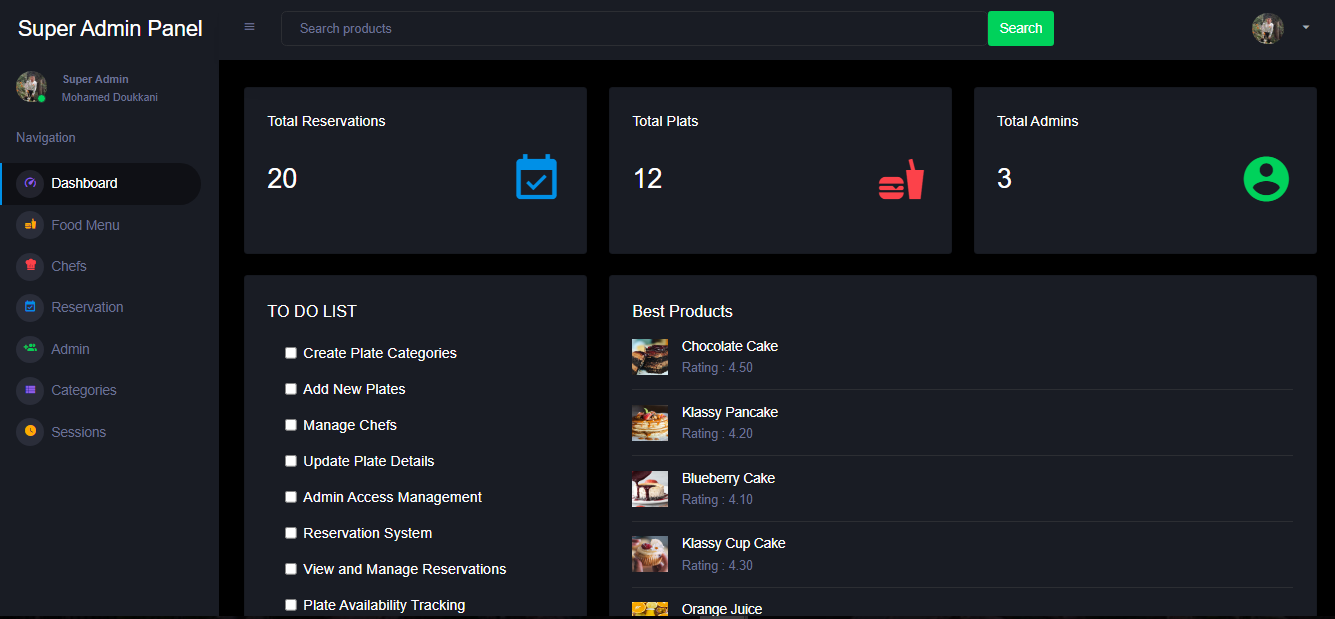 Super Admin Panel
Search products
Search
Super Admin
Mohamed Doukkani
Navigation
Dashboard
Food Menu
Chefs
Reservation
Admin
Categories
Sessions
Total Reservations
20
Total Plats
12
Total Admins
3
TO DO LIST
Create Plate Categories
Add New Plates
Manage Chefs
Update Plate Details
Admin Access Management
Reservation System
View and Manage Reservations
Plate Availability Tracking
Best Products
Chocolate Cake
Rating : 4.50
Klassy Pancake
Rating : 4.20
Blueberry Cake
Rating : 4.10
Klassy Cup Cake
Rating : 4.30
Orange Juice